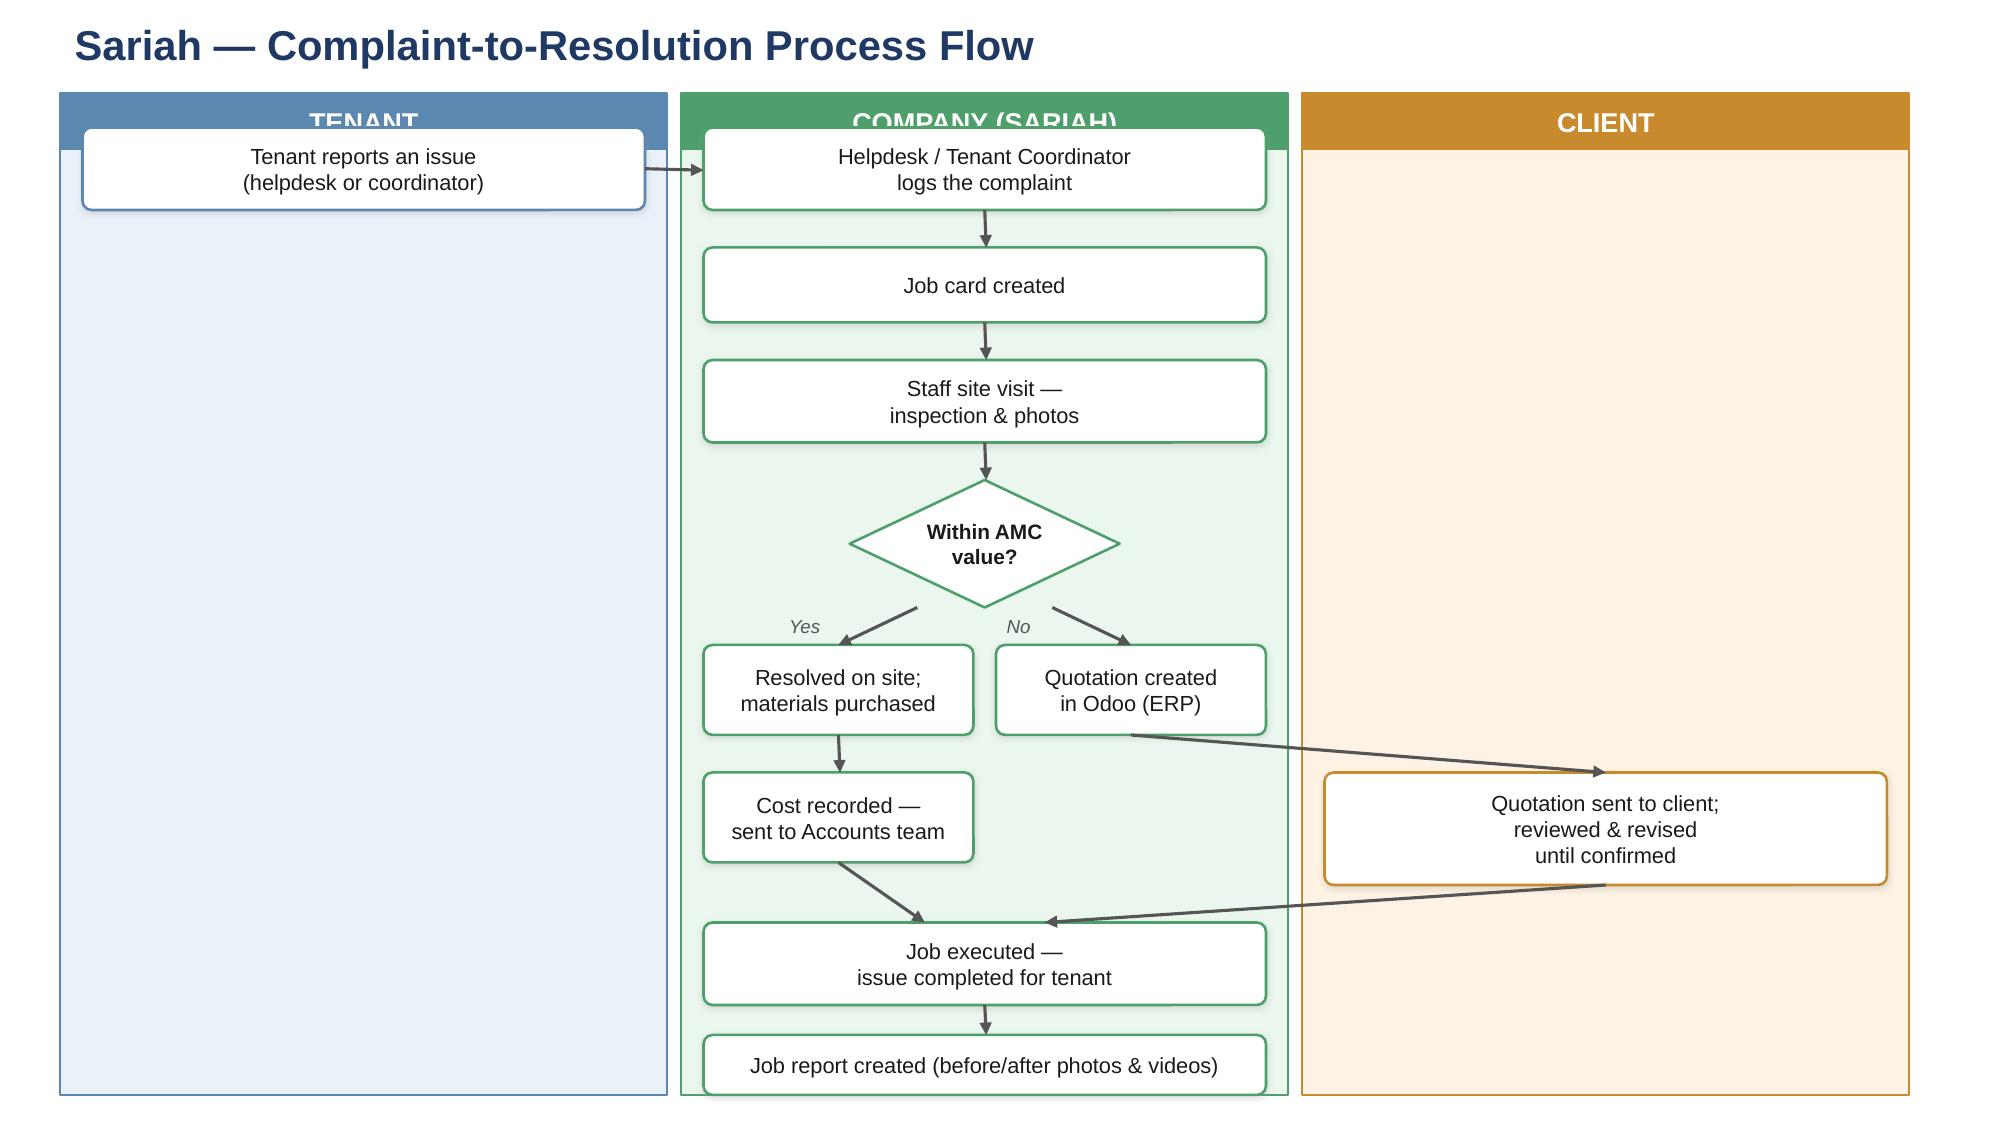 Sariah — Complaint-to-Resolution Process Flow
TENANT
COMPANY (SARIAH)
CLIENT
Tenant reports an issue
(helpdesk or coordinator)
Helpdesk / Tenant Coordinator
logs the complaint
Job card created
Staff site visit —
inspection & photos
Within AMC
value?
Yes
No
Resolved on site;
materials purchased
Quotation created
in Odoo (ERP)
Cost recorded —
sent to Accounts team
Quotation sent to client;
reviewed & revised
until confirmed
Job executed —
issue completed for tenant
Job report created (before/after photos & videos)